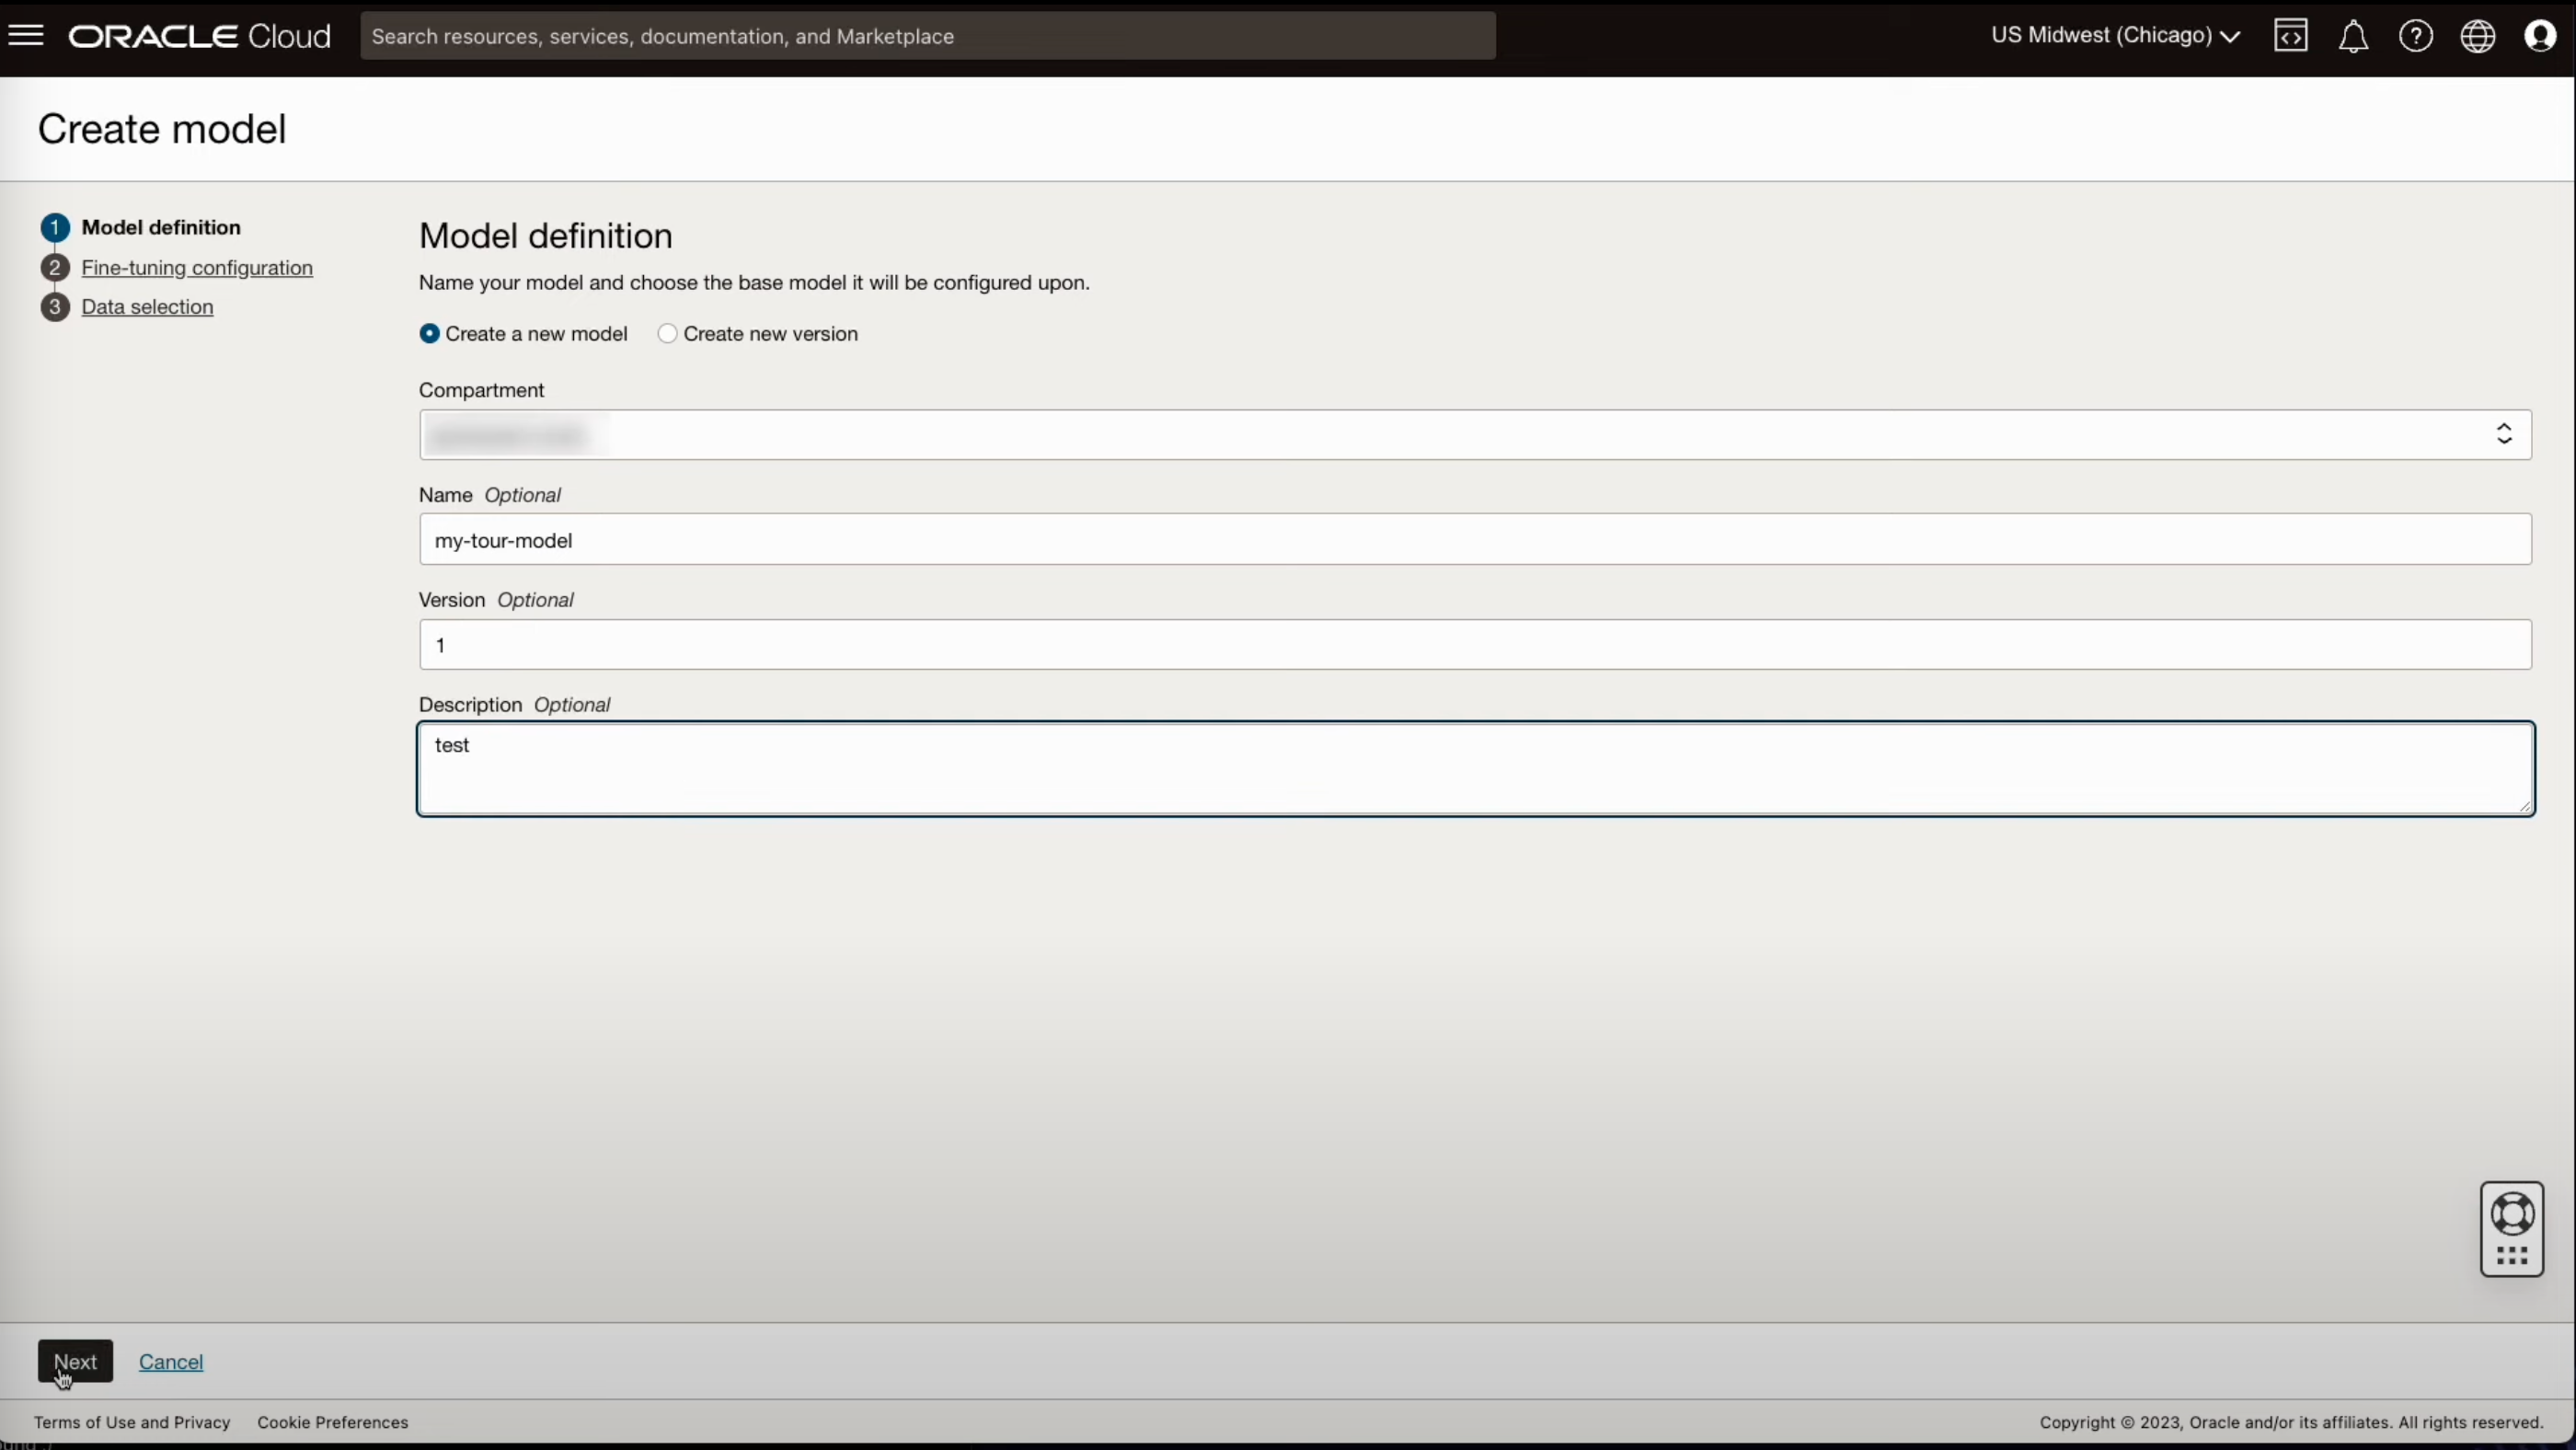 ORACLE Cloud
Search resources, services, documentation, and Marketplace
US Midwest (Chicago)
Create model
1 Model definition
2 Fine-tuning configuration
3 Data selection
Model definition
Name your model and choose the base model it will be configured upon.
Create a new model Create new version
Compartment
Name Optional
my-tour-model
Version Optional
1
Description Optional
test
Next Cancel
Terms of Use and Privacy Cookie Preferences
Copyright © 2023, Oracle and/or its affiliates. All rights reserved.